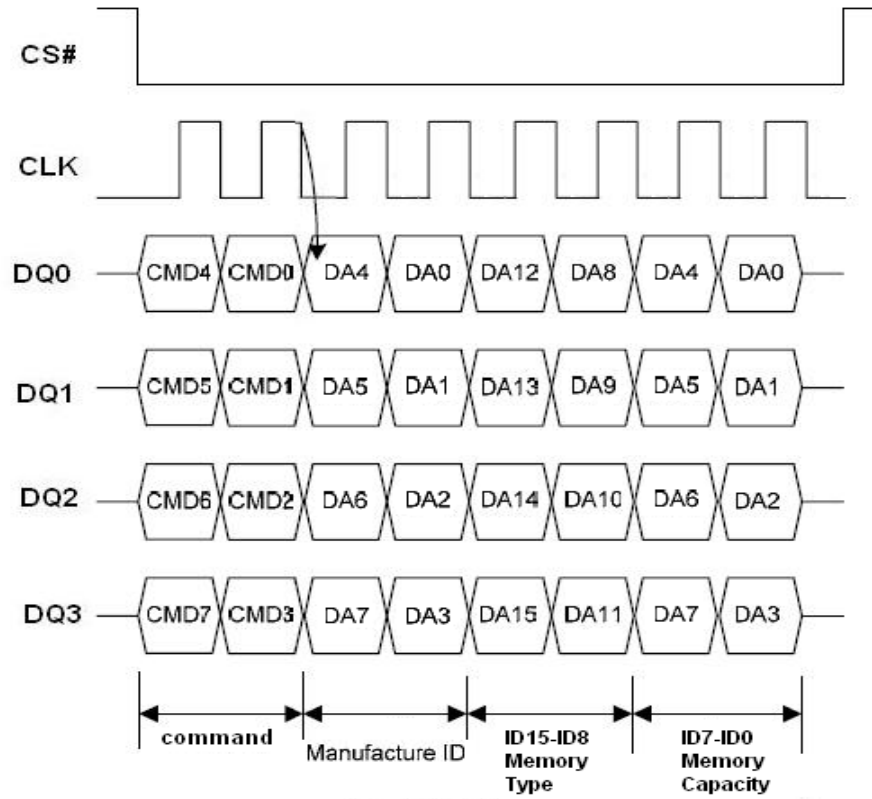 CS#
CLK
DQ0 CMD4 CMD0 DA4 DA0 DA12 DA8 DA4 DA0
DQ1 CMD5 CMD1 DA5 DA1 DA13 DA9 DA5 DA1
DQ2 CMD6 CMD2 DA6 DA2 DA14 DA10 DA6 DA2
DQ3 CMD7 CMD3 DA7 DA3 DA15 DA11 DA7 DA3
command
Manufacture ID
ID15-ID8
Memory
Type
ID7-ID0
Memory
Capacity